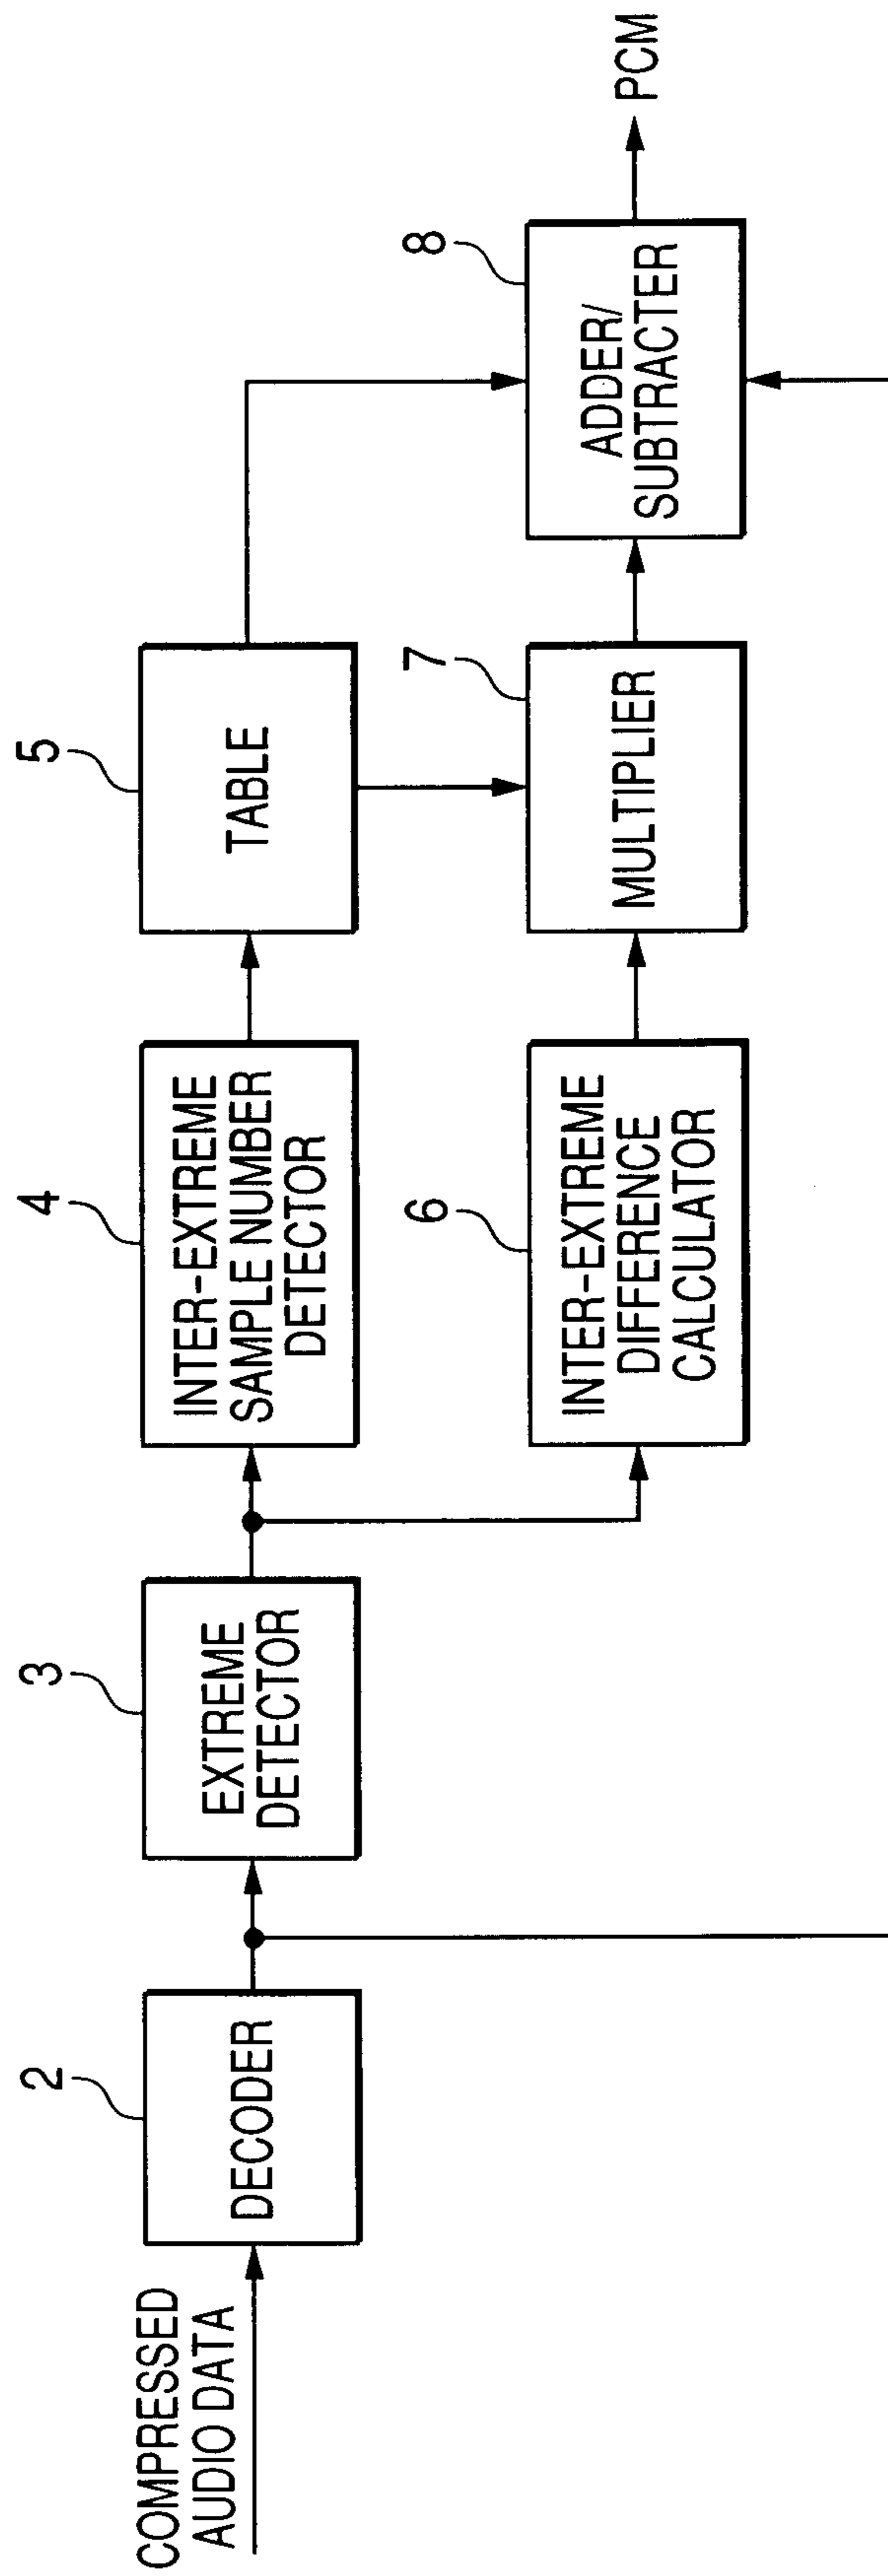 COMPRESSED
AUDIO DATA
2
DECODER
3
EXTREME
DETECTOR
4
INTER-EXTREME
SAMPLE NUMBER
DETECTOR
5
TABLE
6
INTER-EXTREME
DIFFERENCE
CALCULATOR
7
MULTIPLIER
8
ADDER/
SUBTRACTER
PCM